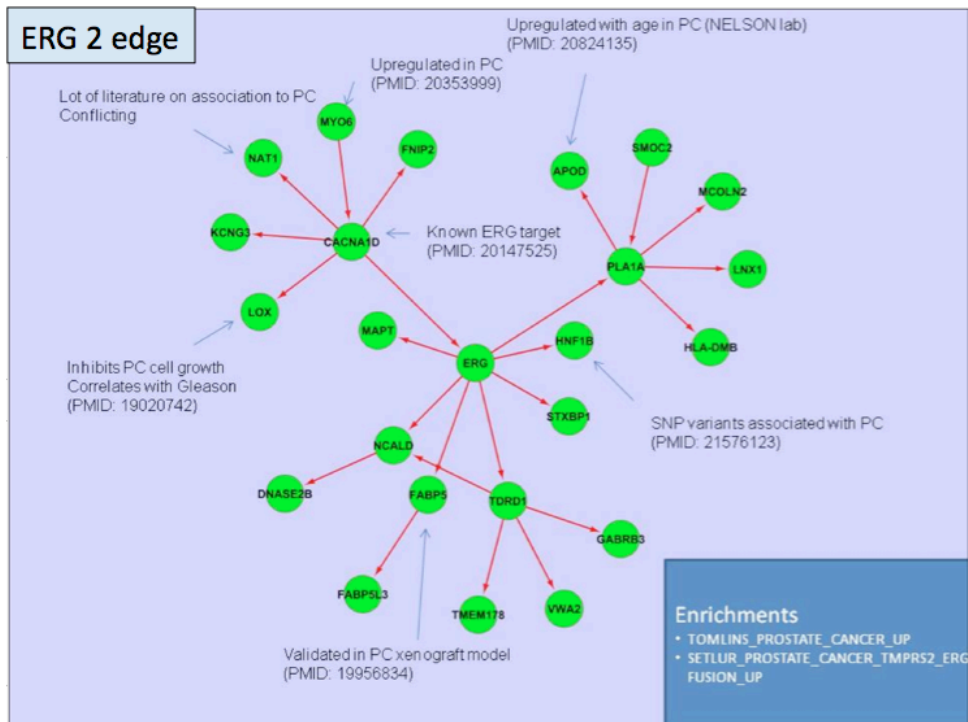 ERG 2 edge
Upregulated with age in PC (NELSON lab)
(PMID: 20824135)
Upregulated in PC
(PMID: 20353999)
Lot of literature on association to PC
Conflicting
MYO6
NAT1
FNIP2
SMOC2
APOD
MCOLN2
KCNG3
CACNA1D
Known ERG target
(PMID: 20147525)
PLA1A
LNX1
LOX
MAPT
ERG
HNF1B
HLA-DMB
Inhibits PC cell growth
Correlates with Gleason
(PMID: 19020742)
STXBP1
SNP variants associated with PC
(PMID: 21576123)
NCALD
DNASE2B
FABP5
TDRD1
GABRB3
FABP5L3
TMEM178
VWA2
Validated in PC xenograft model
(PMID: 19956834)
Enrichments
• TOMLINS_PROSTATE_CANCER_UP
• SETLUR_PROSTATE_CANCER_TMPRS2_ERG
FUSION_UP